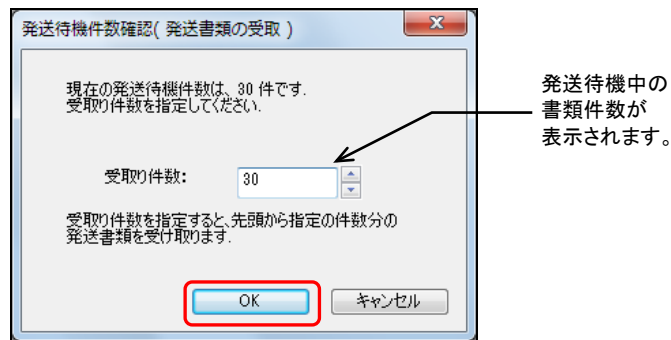 発送待機件数確認( 発送書類の受取 )
現在の発送待機件数は、30 件です.
受取り件数を指定してください.
受取り件数:
30
受取り件数を指定すると、先頭から指定の件数分の
発送書類を受け取ります.
OK
キャンセル
発送待機中の
書類件数が
表示されます。